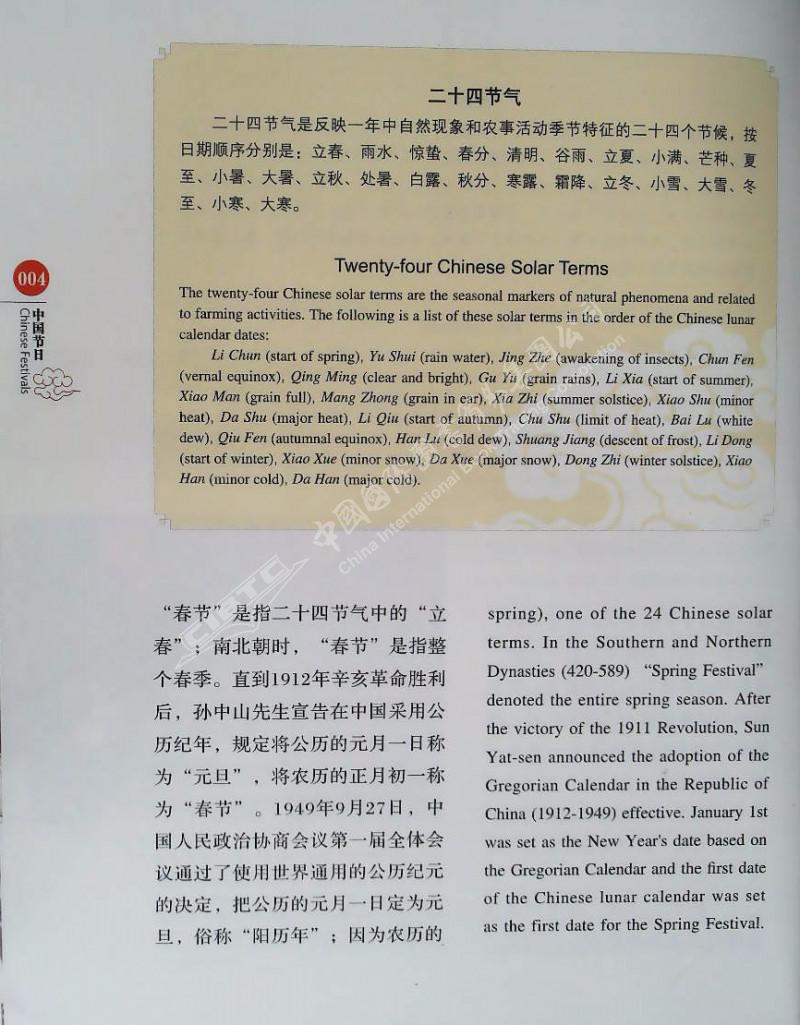 二十四节气
二十四节气是反映一年中自然现象和农事活动季节特征的二十四个节候，按
日期顺序分别是：立春、雨水、惊蛰、春分、清明、谷雨、立夏、小满、芒种、夏
至、小暑、大暑、立秋、处暑、白露、秋分、寒露、霜降、立冬、小雪、大雪、冬
至、小寒、大寒。
Twenty-four Chinese Solar Terms
The twenty-four Chinese solar terms are the seasonal markers of natural phenomena and related
to farming activities. The following is a list of these solar terms in the order of the Chinese lunar
calendar dates:
Li Chun (start of spring), Yu Shui (rain water), Jing Zhe (awakening of insects), Chun Fen
(vernal equinox), Qing Ming (clear and bright), Gu Yu (grain rains), Li Xia (start of summer),
Xiao Man (grain full), Mang Zhong (grain in ear), Xia Zhi (summer solstice), Xiao Shu (minor
heat), Da Shu (major heat), Li Qiu (start of autumn), Chu Shu (limit of heat), Bai Lu (white
dew), Qiu Fen (autumnal equinox), Han Lu (cold dew), Shuang Jiang (descent of frost), Li Dong
(start of winter), Xiao Xue (minor snow), Da Xue (major snow), Dong Zhi (winter solstice), Xiao
Han (minor cold), Da Han (major cold).
004
中国节日
Chinese Festivals
“春节”是指二十四节气中的“立
春”；南北朝时，“春节”是指整
个春季。直到1912年辛亥革命胜利
后，孙中山先生宣告在中国采用公
历纪年，规定将公历的元月一日称
为“元旦”，将农历的正月初一称
为“春节”。1949年9月27日，中
国人民政治协商会议第一届全体会
议通过了使用世界通用的公历纪元
的决定，把公历的元月一日定为元
旦，俗称“阳历年”；因为农历的
spring), one of the 24 Chinese solar
terms. In the Southern and Northern
Dynasties (420-589) “Spring Festival”
denoted the entire spring season. After
the victory of the 1911 Revolution, Sun
Yat-sen announced the adoption of the
Gregorian Calendar in the Republic of
China (1912-1949) effective. January 1st
was set as the New Year's date based on
the Gregorian Calendar and the first date
of the Chinese lunar calendar was set
as the first date for the Spring Festival.
CIBTC